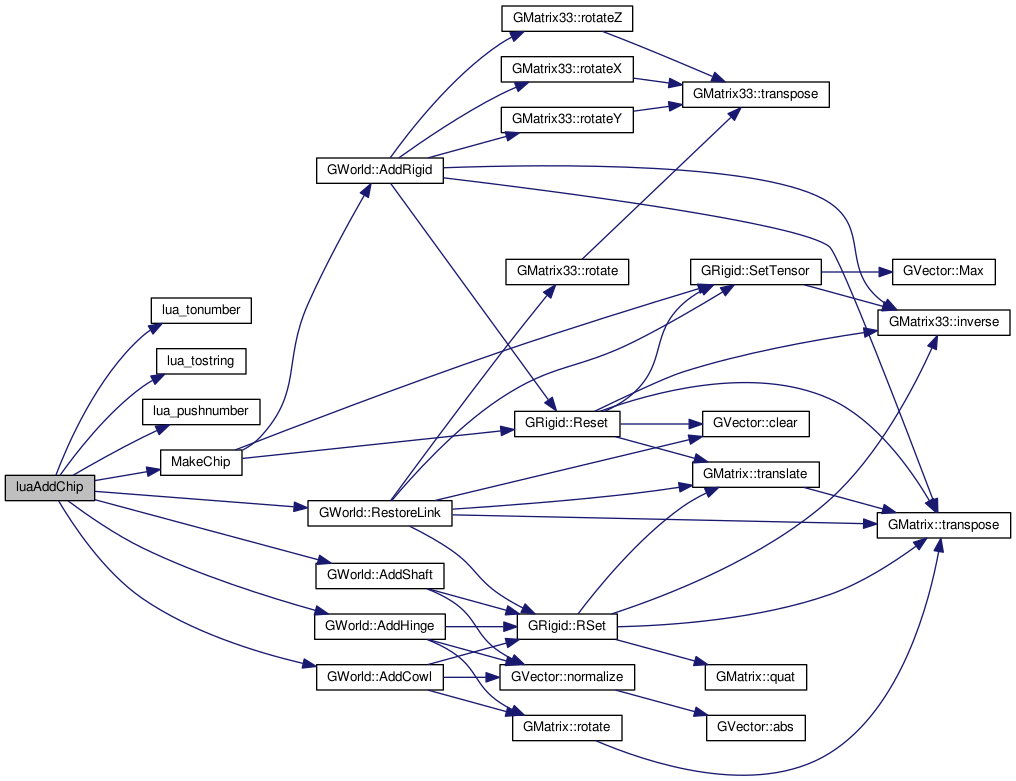 GMatrix33::rotateZ
GMatrix33::rotateX
GMatrix33::transpose
GMatrix33::rotateY
GWorld::AddRigid
GMatrix33::rotate
GRigid::SetTensor
GVector::Max
lua_tonumber
GMatrix33::inverse
lua_tostring
lua_pushnumber
GRigid::Reset
GVector::clear
MakeChip
GMatrix::translate
luaAddChip
GWorld::RestoreLink
GMatrix::transpose
GWorld::AddShaft
GWorld::AddHinge
GRigid::RSet
GWorld::AddCowl
GVector::normalize
GMatrix::quat
GMatrix::rotate
GVector::abs